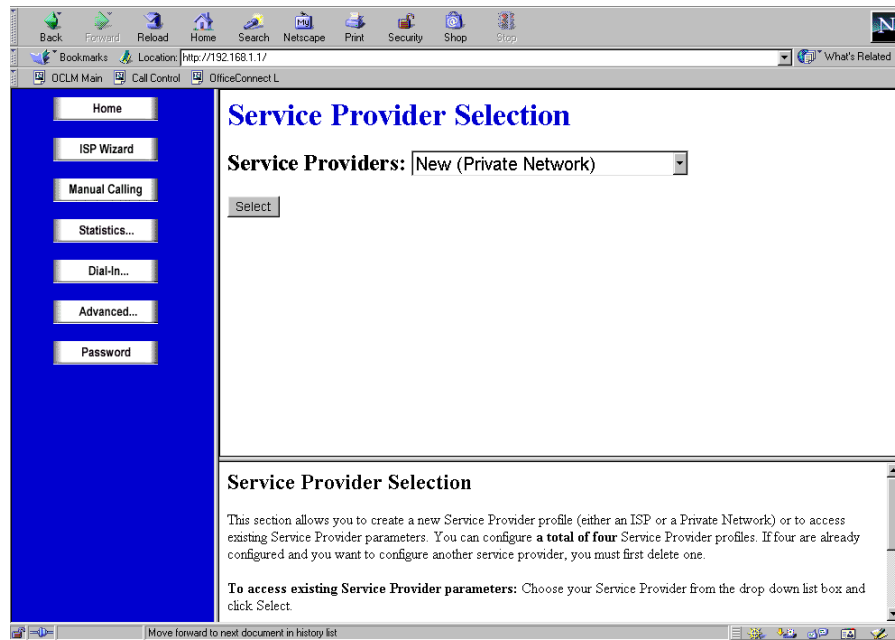 Back Forward Reload Home Search Netscape Print Security Shop Stop
My
N
Bookmarks Location: http://192.168.1.1/ What's Related
OCLM Main Call Control OfficeConnect L
Home
ISP Wizard
Manual Calling
Statistics...
Dial-In...
Advanced...
Password
Service Provider Selection
Service Providers: New (Private Network)
Select
Service Provider Selection
This section allows you to create a new Service Provider profile (either an ISP or a Private Network) or to access
existing Service Provider parameters. You can configure a total of four Service Provider profiles. If four are already
configured and you want to configure another service provider, you must first delete one.
To access existing Service Provider parameters: Choose your Service Provider from the drop down list box and
click Select.
Move forward to next document in history list